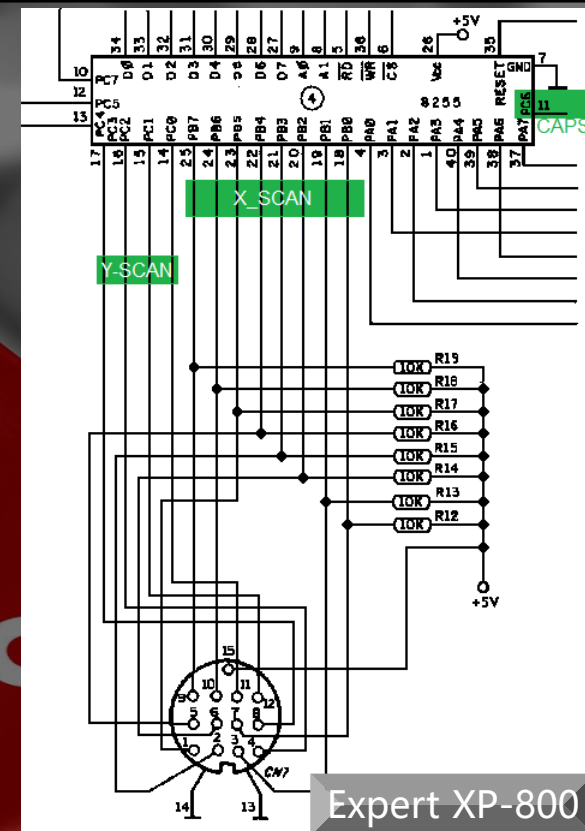 +5V
34 33 32 31 30 29 28 27 9 8 5 36 6 26 35
10 PC7 D0 D1 D2 D3 D4 D5 D6 D7 A0 A1 RD WR CS Vcc RESET GND 7
12 PC5 4 8255 PC6 11
13 PC4 PC3 PC2 PC1 PC0 PB7 PB6 PB5 PB4 PB3 PB2 PB1 PB0 PA0 PA1 PA2 PA3 PA4 PA5 PA6 PA7 CAPS
17 16 15 14 25 24 23 22 21 20 19 18 4 3 2 1 40 39 38 37
X_SCAN
Y-SCAN
10K R19
10K R18
10K R17
10K R16
10K R15
10K R14
10K R13
10K R12
+5V
15
9 10 11 12
5 6 7 8
1 2 3 4
CN7
14 13
Expert XP-800